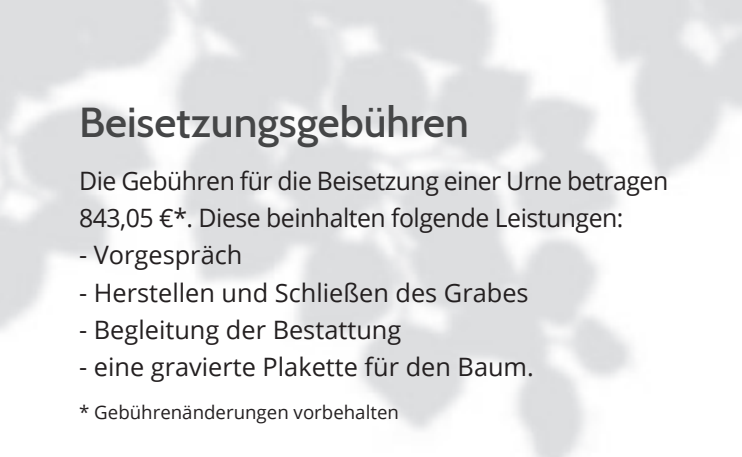 Beisetzungsgebühren
Die Gebühren für die Beisetzung einer Urne betragen
843,05 €*. Diese beinhalten folgende Leistungen:
- Vorgespräch
- Herstellen und Schließen des Grabes
- Begleitung der Bestattung
- eine gravierte Plakette für den Baum.
* Gebührenänderungen vorbehalten